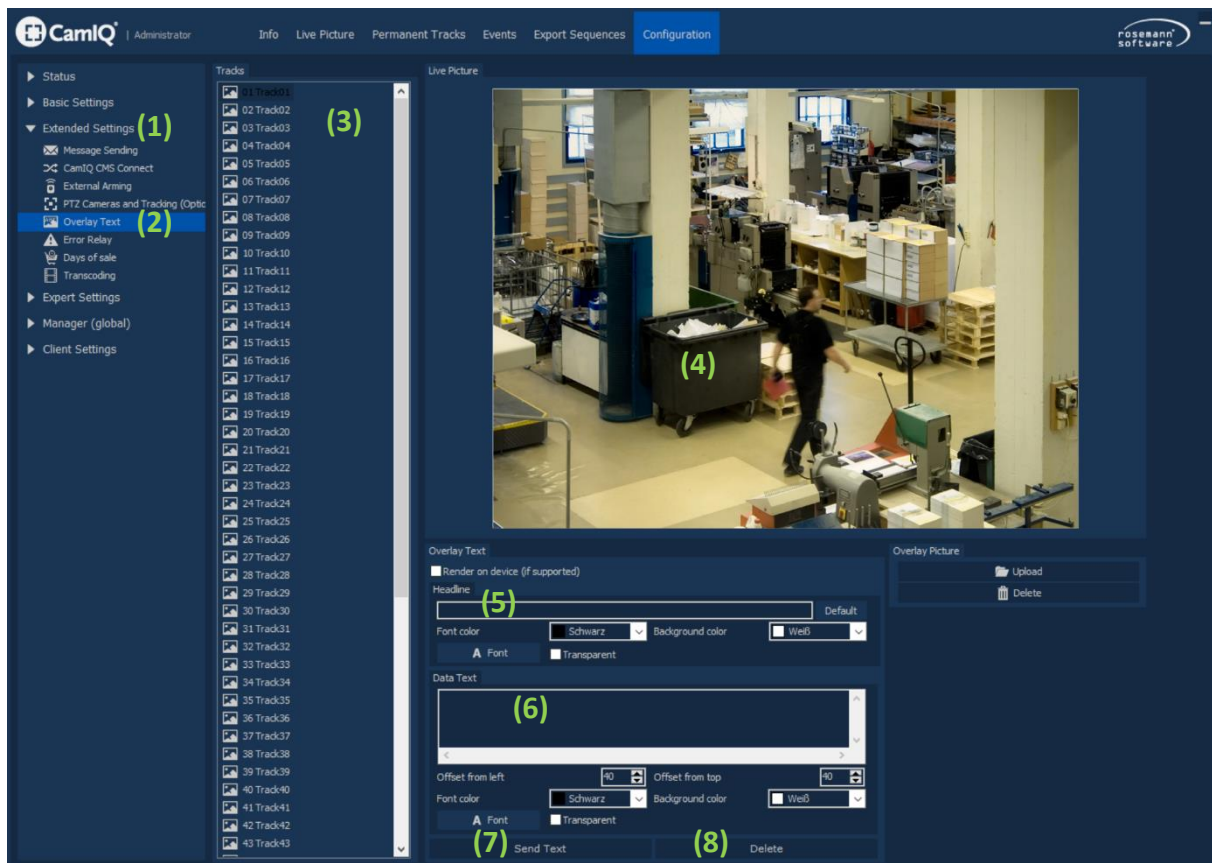 CamIQ | Administrator
Info Live Picture Permanent Tracks Events Export Sequences Configuration
rosemann software
Status
Basic Settings
Extended Settings (1)
Message Sending
CamIQ CMS Connect
External Arming
PTZ Cameras and Tracking (Optic
Overlay Text (2)
Error Relay
Days of sale
Transcoding
Expert Settings
Manager (global)
Client Settings
Tracks
(3)
01 Track01
02 Track02
03 Track03
04 Track04
05 Track05
06 Track06
07 Track07
08 Track08
09 Track09
10 Track10
11 Track11
12 Track12
13 Track13
14 Track14
15 Track15
16 Track16
17 Track17
18 Track18
19 Track19
20 Track20
21 Track21
22 Track22
23 Track23
24 Track24
25 Track25
26 Track26
27 Track27
28 Track28
29 Track29
30 Track30
31 Track31
32 Track32
33 Track33
34 Track34
35 Track35
36 Track36
37 Track37
38 Track38
39 Track39
40 Track40
41 Track41
42 Track42
43 Track43
Live Picture
(4)
Overlay Text
Render on device (if supported)
Headline
(5)
Default
Font color Schwarz Background color Weiß
A Font Transparent
Data Text
(6)
Offset from left 40 Offset from top 40
Font color Schwarz Background color Weiß
A Font Transparent
(7) Send Text (8) Delete
Overlay Picture
Upload
Delete